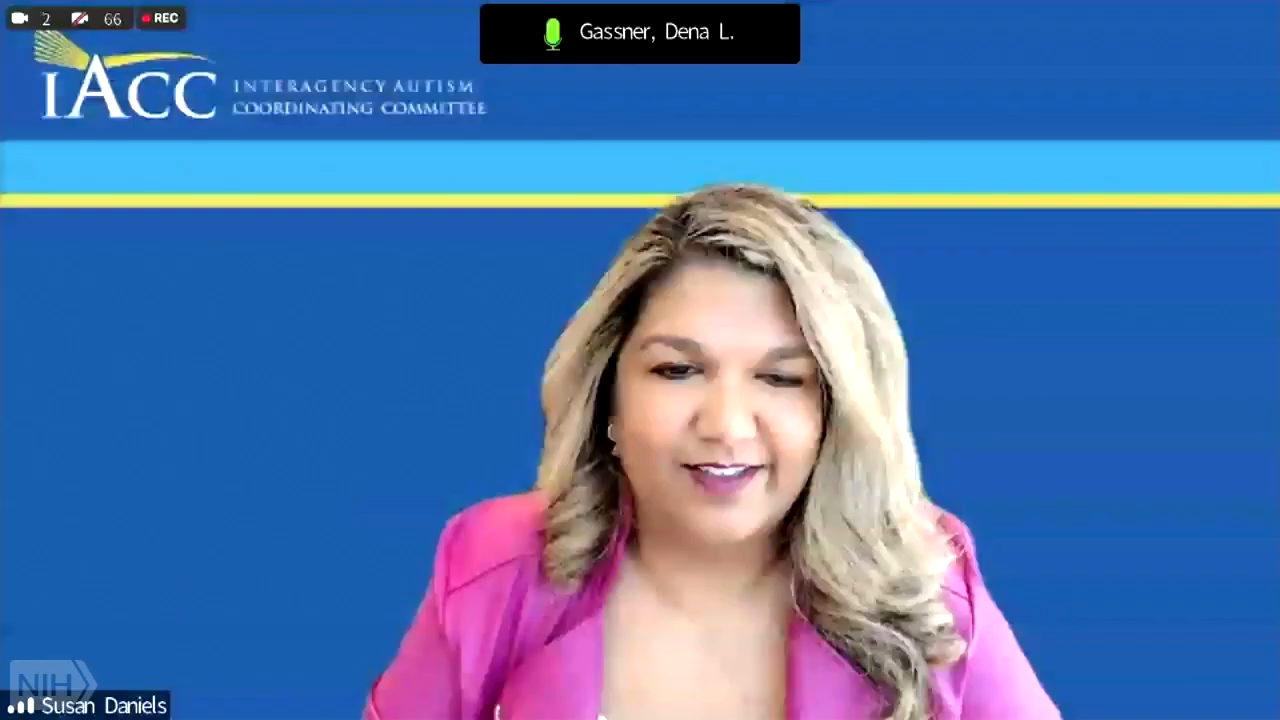 2 66 REC
Gassner, Dena L.
IACC INTERAGENCY AUTISM
COORDINATING COMMITTEE
NIH
Susan Daniels